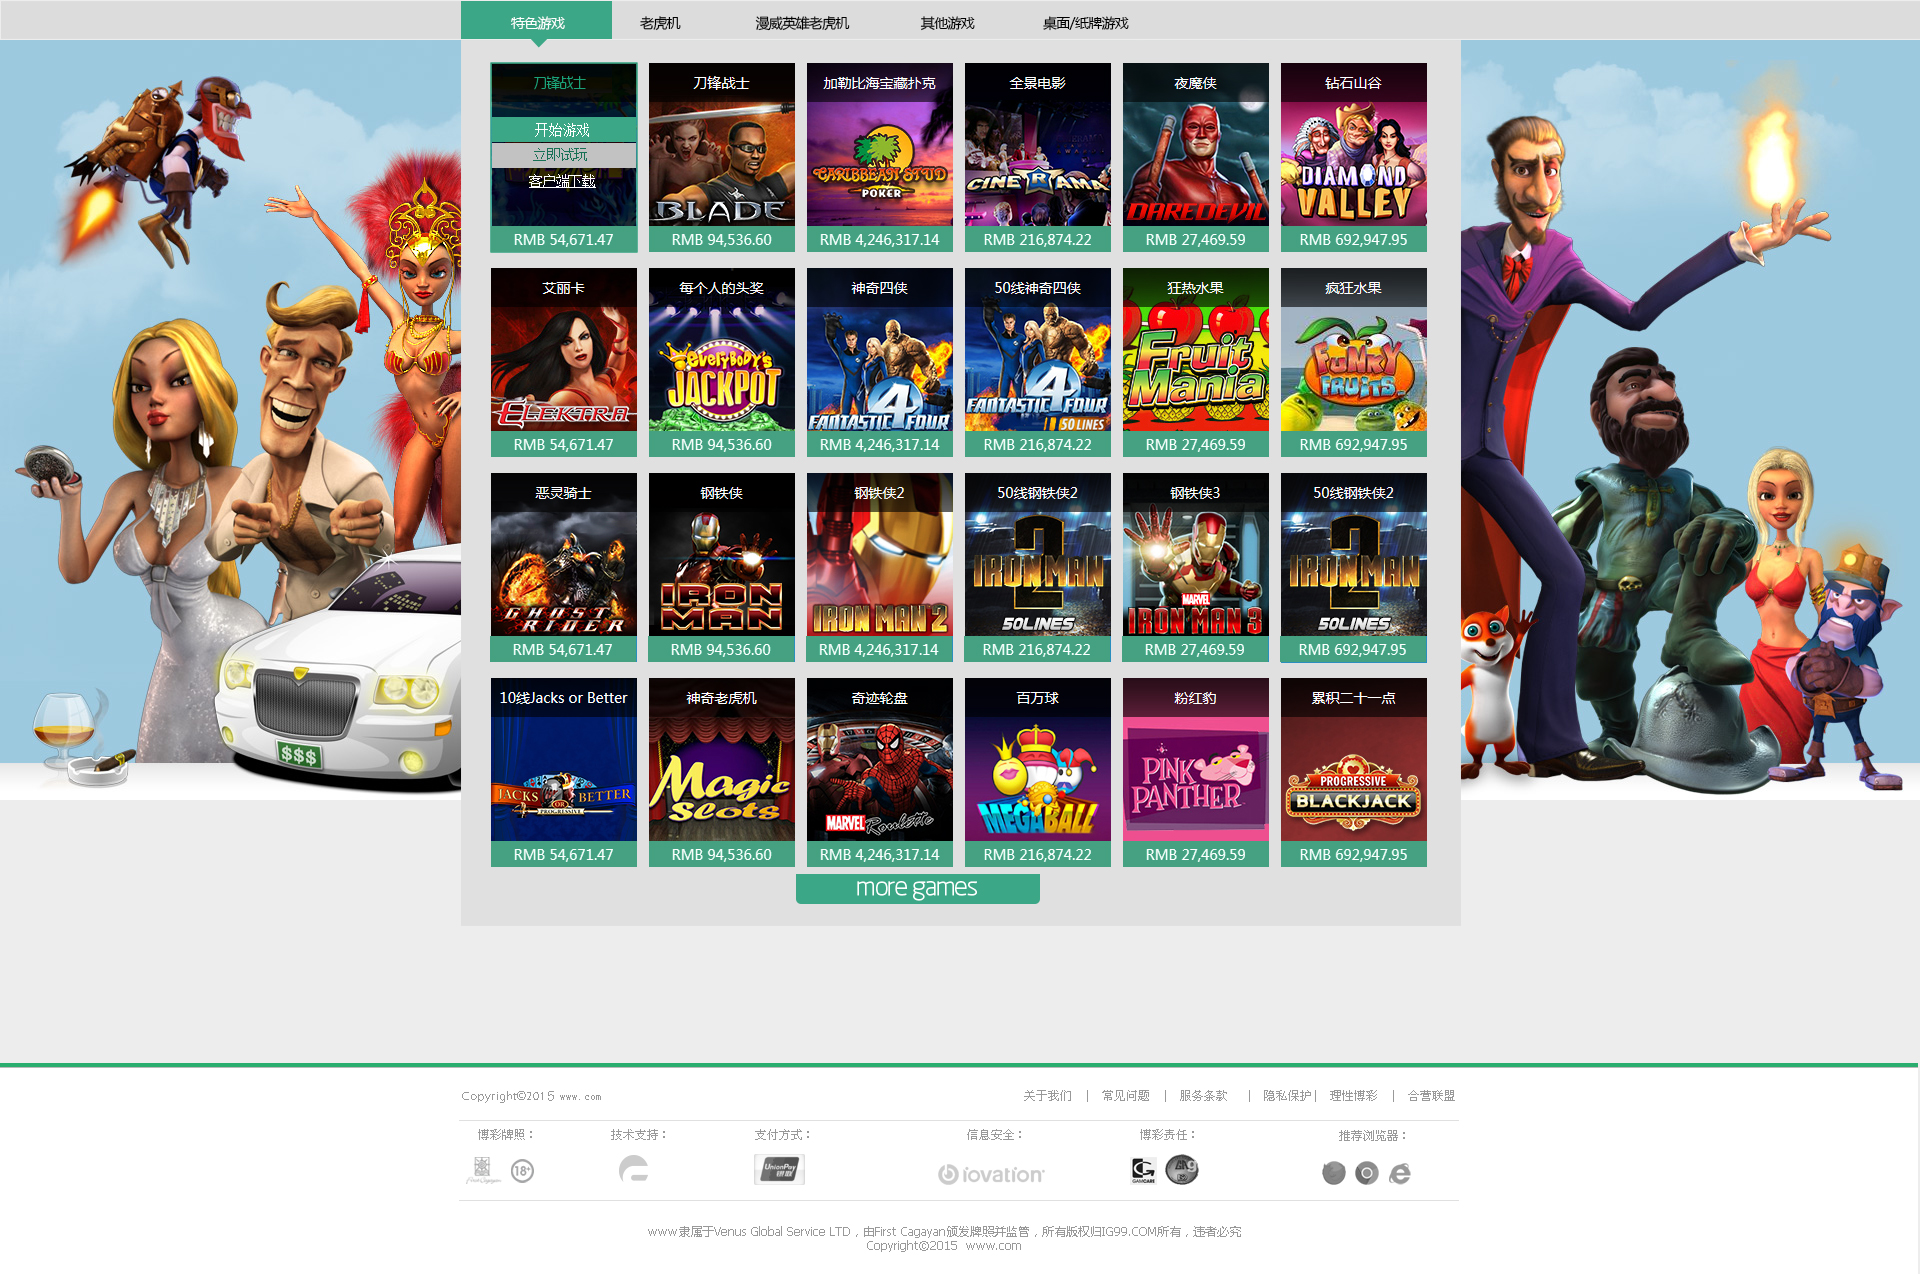 特色游戏 老虎机 漫威英雄老虎机 其他游戏 桌面/纸牌游戏
刀锋战士 刀锋战士 加勒比海宝藏扑克 全景电影 夜魔侠 钻石山谷
开始游戏
立即试玩
客户端下载
BLADE CARIBBEAN STUD POKER CINERAMA DAREDEVIL DIAMOND VALLEY
RMB 54,671.47 RMB 94,536.60 RMB 4,246,317.14 RMB 216,874.22 RMB 27,469.59 RMB 692,947.95
艾丽卡 每个人的头奖 神奇四侠 50线神奇四侠 狂热水果 疯狂水果
ELEKTRA everyBody's JACKPOT 4 FANTASTIC FOUR 4 FANTASTIC FOUR 50 LINES Fruit Mania FUNKY FRUITS
RMB 54,671.47 RMB 94,536.60 RMB 4,246,317.14 RMB 216,874.22 RMB 27,469.59 RMB 692,947.95
恶灵骑士 钢铁侠 钢铁侠2 50线钢铁侠2 钢铁侠3 50线钢铁侠2
GHOST RIDER IRON MAN IRON MAN 2 2 IRON MAN 50LINES MARVEL IRON MAN 3 2 IRON MAN 50LINES
RMB 54,671.47 RMB 94,536.60 RMB 4,246,317.14 RMB 216,874.22 RMB 27,469.59 RMB 692,947.95
10线Jacks or Better 神奇老虎机 奇迹轮盘 百万球 粉红豹 累积二十一点
JACKS OR BETTER PROGRESSIVE Magic Slots MARVEL Roulette MEGABALL PINK PANTHER PROGRESSIVE BLACKJACK
$$$
RMB 54,671.47 RMB 94,536.60 RMB 4,246,317.14 RMB 216,874.22 RMB 27,469.59 RMB 692,947.95
more games
Copyright©2015 www. com 关于我们 | 常见问题 | 服务条款 | 隐私保护 | 理性博彩 | 合营联盟
博彩牌照： 技术支持： 支付方式： 信息安全： 博彩责任： 推荐浏览器：
First Cagayan 18+ UnionPay 银联 iovation G GAMCARE
www隶属于Venus Global Service LTD，由First Cagayan颁发牌照并监管，所有版权归IG99.COM所有，违者必究
Copyright©2015 www.com